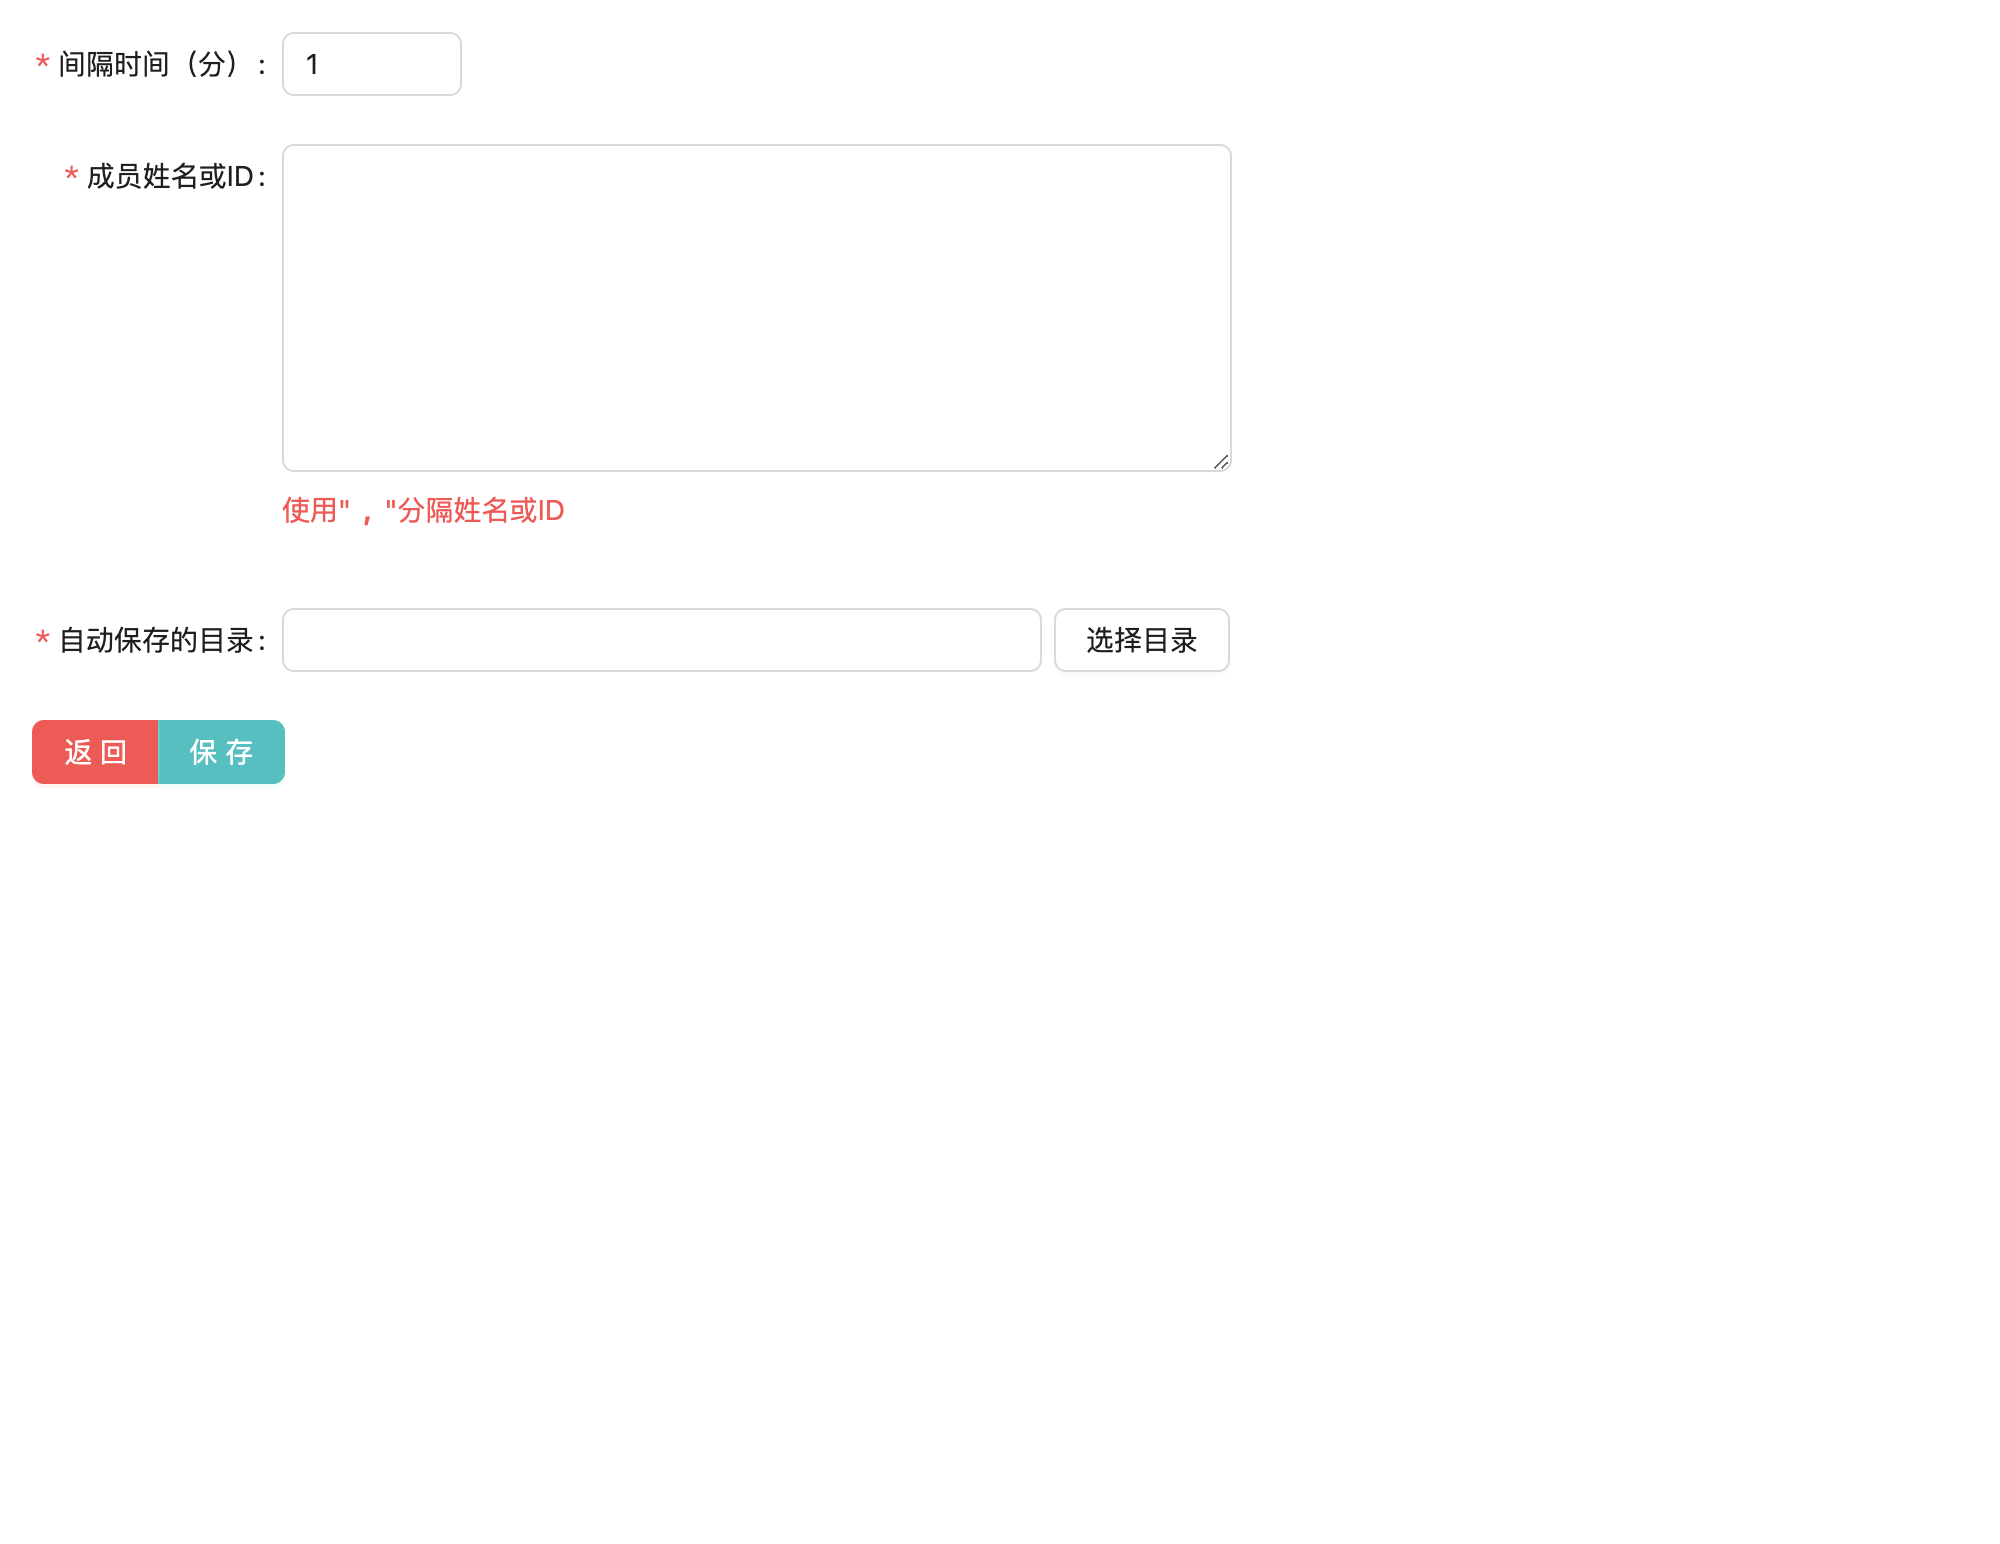 * 间隔时间（分） : 1
* 成员姓名或ID :
使用" , "分隔姓名或ID
* 自动保存的目录 : 选择目录
返 回 保 存